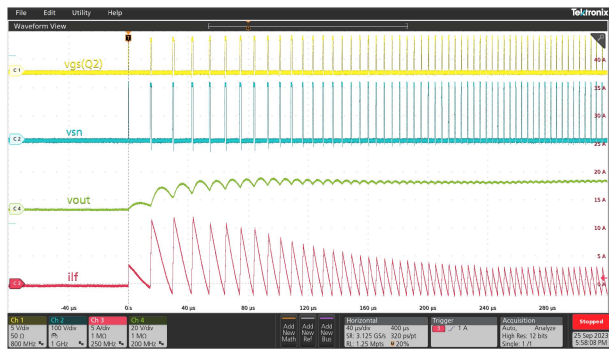 File Edit Utility Help Tektronix
Waveform View
40 A
C 1 vgs(Q2)
35 A
30 A
C 2 vsn
25 A
20 A
C 4 vout
15 A
10 A
5 A
C 3 ilf 0 A
-40 µs 0 s 40 µs 80 µs 120 µs 160 µs 200 µs 240 µs 280 µs
Ch 1 Ch 2 Ch 3 Ch 4 Add New Math Add New Ref Add New Bus Horizontal Trigger Acquisition Stopped
5 V/div 100 V/div 5 A/div 20 V/div 40 µs/div 400 µs 3 1 A Auto, Analyze
50 Ω 1 MΩ 1 MΩ SR: 3.125 GS/s 320 ps/pt High Res: 12 bits 25 Sep 2023
800 MHz 1 GHz 250 MHz 200 MHz RL: 1.25 Mpts 20% Single: 1 /1 5:58:08 PM